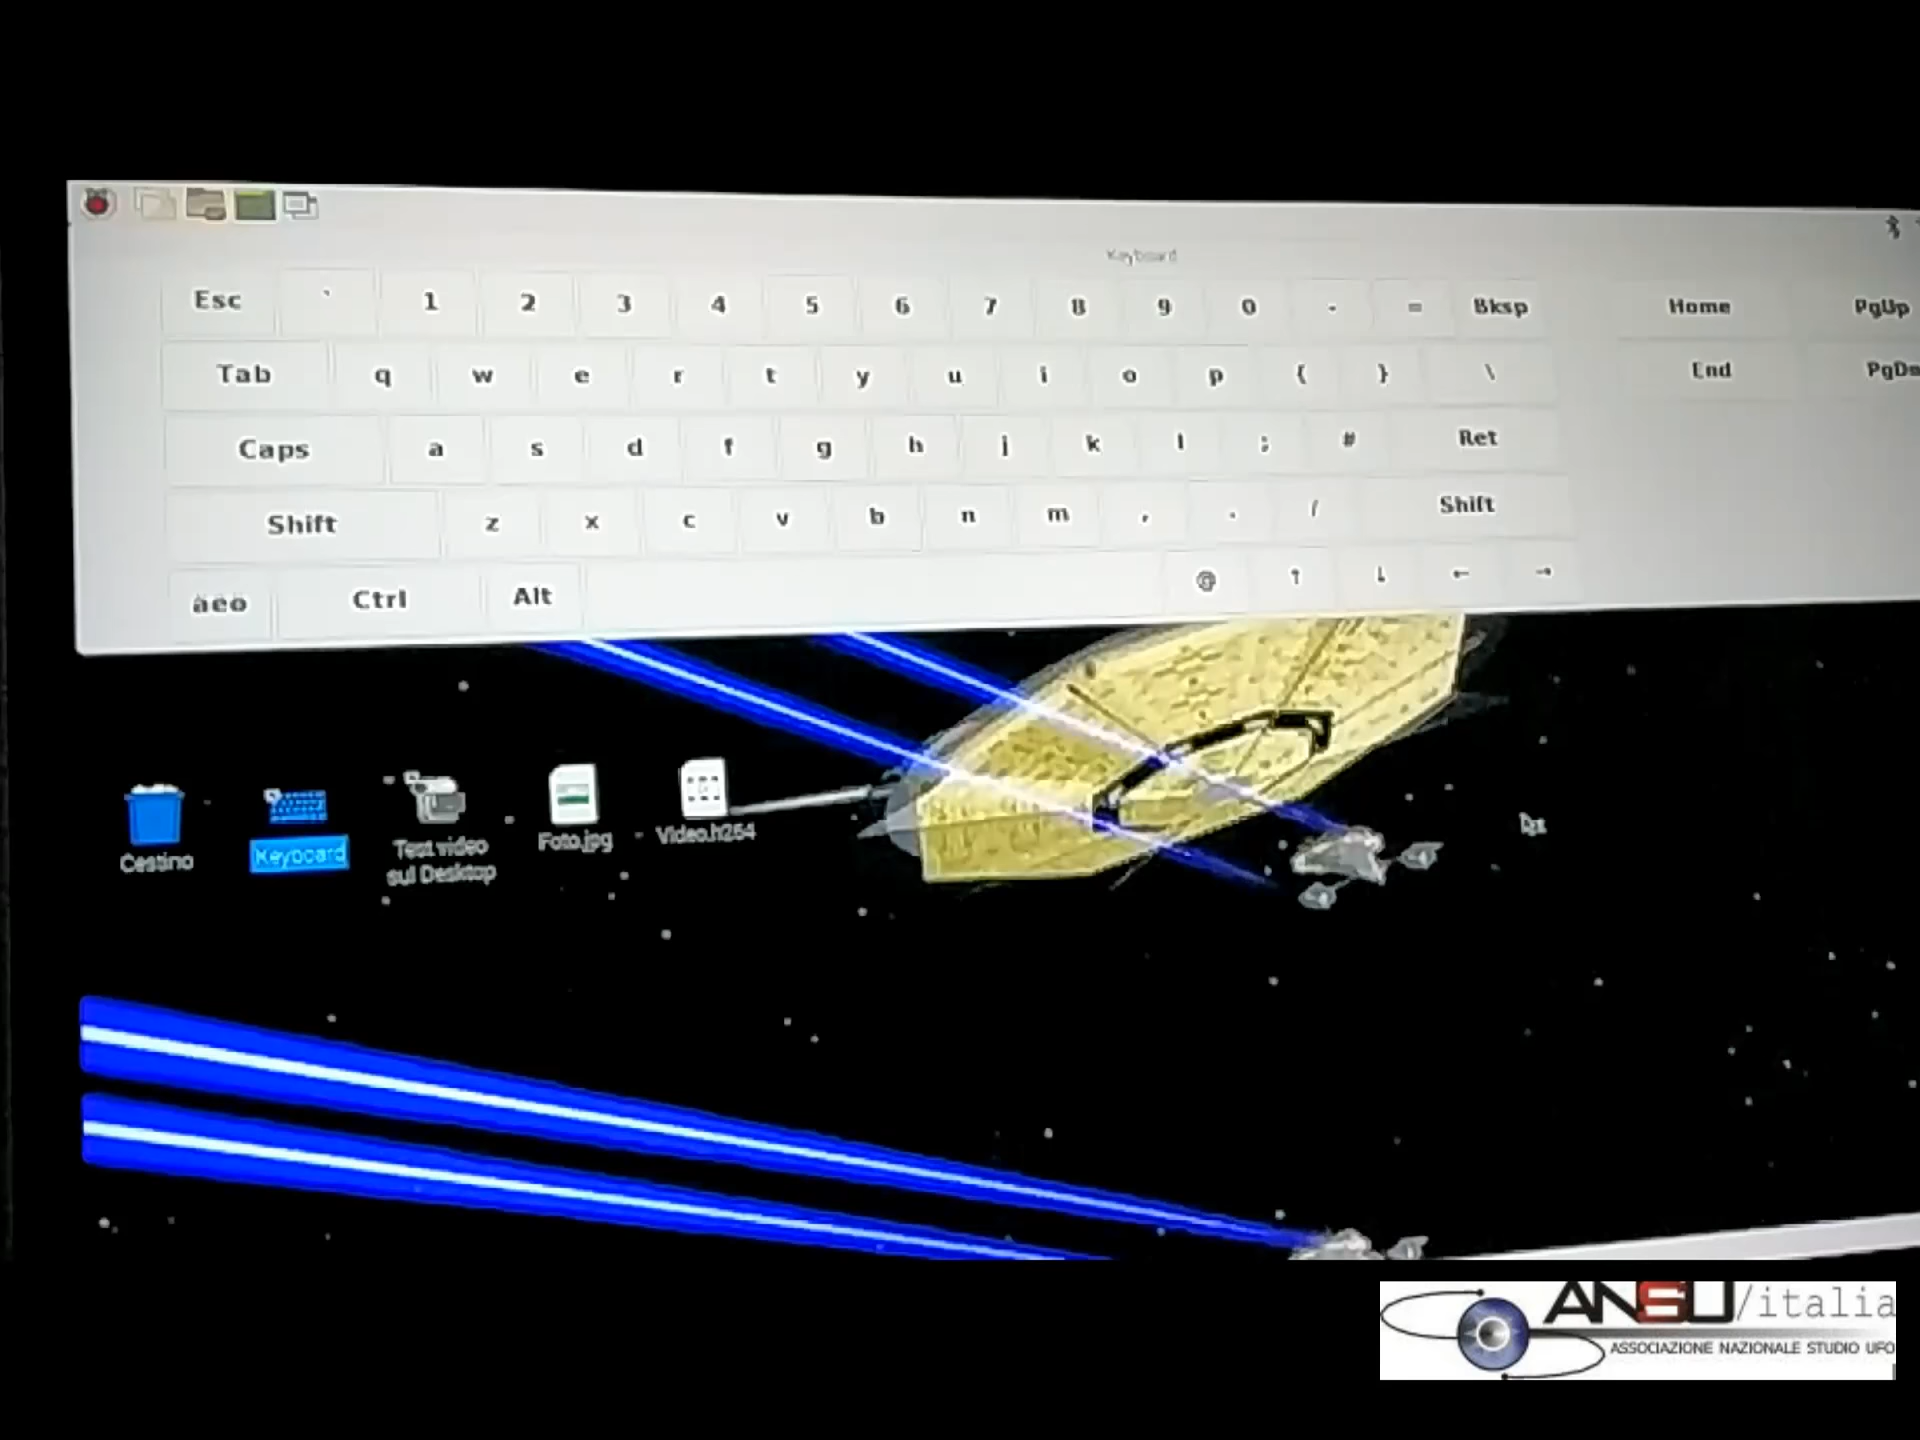 Keyboard
Esc ` 1 2 3 4 5 6 7 8 9 0 - = Bksp Home PgUp
Tab q w e r t y u i o p { } \ End PgDn
Caps a s d f g h j k l ; # Ret
Shift z x c v b n m , . / Shift
áèö Ctrl Alt @ ↑ ↓ ← →
Cestino
Keyboard
Test video
sul Desktop
Foto.jpg
Video.h264
ANSU/italia
ASSOCIAZIONE NAZIONALE STUDIO UFO